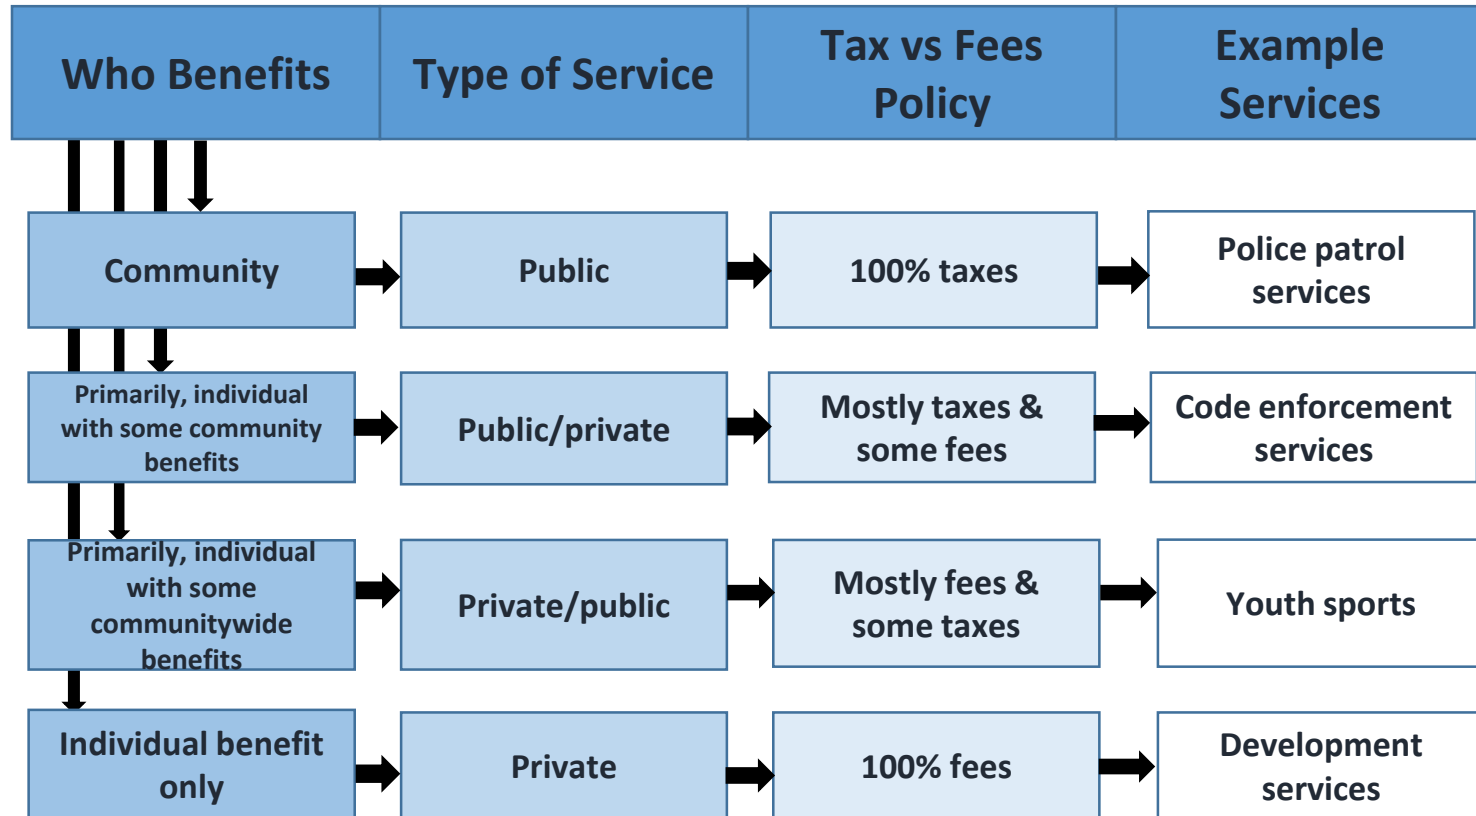 Who Benefits
Type of Service
Tax vs Fees
Policy
Example
Services
Community
Public
100% taxes
Police patrol
services
Primarily, individual
with some community
benefits
Public/private
Mostly taxes &
some fees
Code enforcement
services
Primarily, individual
with some
communitywide
benefits
Private/public
Mostly fees &
some taxes
Youth sports
Individual benefit
only
Private
100% fees
Development
services